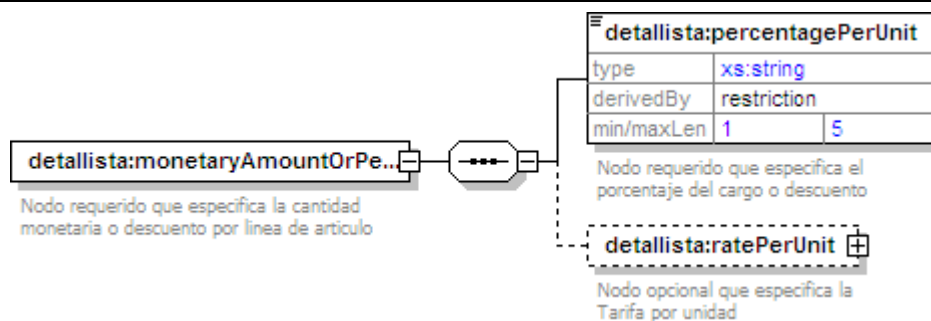 detallista:percentagePerUnit
type xs:string
derivedBy restriction
min/maxLen 1 5
detallista:monetaryAmountOrPe...
Nodo requerido que especifica la cantidad
monetaria o descuento por linea de articulo
Nodo requerido que especifica el
porcentaje del cargo o descuento
detallista:ratePerUnit
Nodo opcional que especifica la
Tarifa por unidad